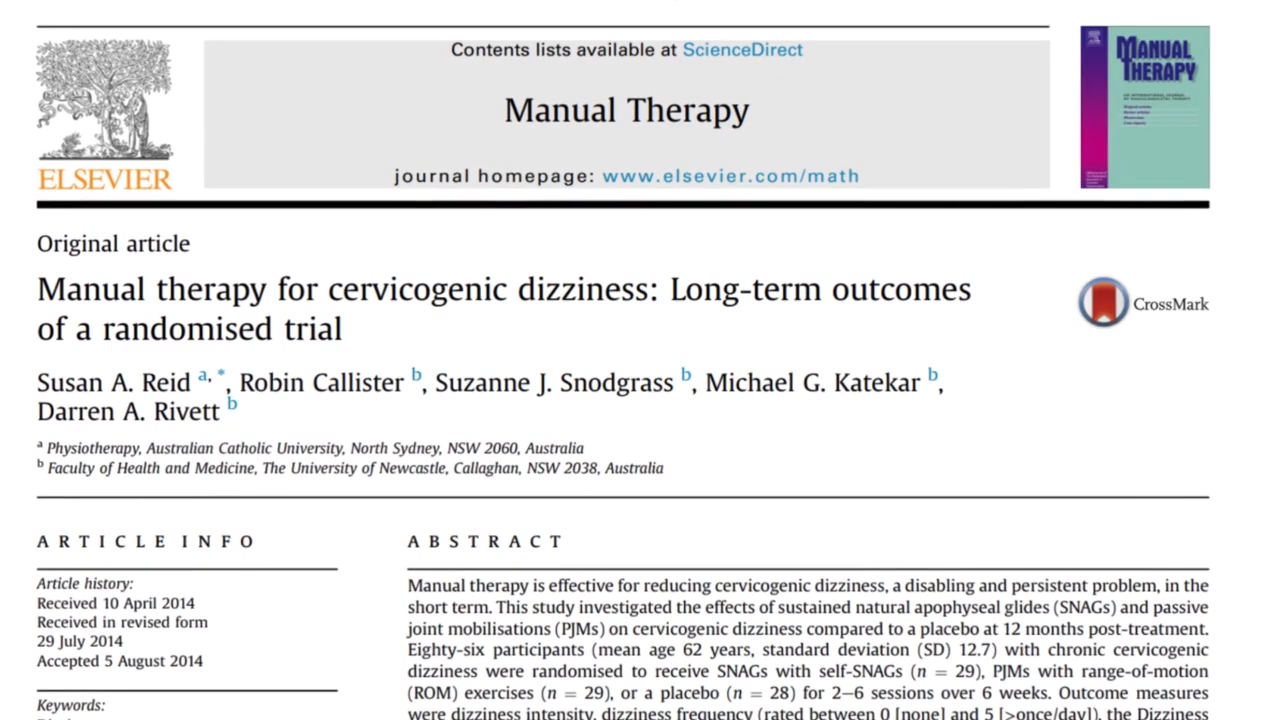 Contents lists available at ScienceDirect
Manual Therapy
journal homepage: www.elsevier.com/math
ELSEVIER
MANUAL
THERAPY
Original article
Manual therapy for cervicogenic dizziness: Long-term outcomes
of a randomised trial
CrossMark
Susan A. Reid a, *, Robin Callister b, Suzanne J. Snodgrass b, Michael G. Katekar b,
Darren A. Rivett b
a Physiotherapy, Australian Catholic University, North Sydney, NSW 2060, Australia
b Faculty of Health and Medicine, The University of Newcastle, Callaghan, NSW 2038, Australia
ARTICLE INFO
Article history:
Received 10 April 2014
Received in revised form
29 July 2014
Accepted 5 August 2014
Keywords:
ABSTRACT
Manual therapy is effective for reducing cervicogenic dizziness, a disabling and persistent problem, in the
short term. This study investigated the effects of sustained natural apophyseal glides (SNAGs) and passive
joint mobilisations (PJMs) on cervicogenic dizziness compared to a placebo at 12 months post-treatment.
Eighty-six participants (mean age 62 years, standard deviation (SD) 12.7) with chronic cervicogenic
dizziness were randomised to receive SNAGs with self-SNAGs (n = 29), PJMs with range-of-motion
(ROM) exercises (n = 29), or a placebo (n = 28) for 2–6 sessions over 6 weeks. Outcome measures
were dizziness intensity, dizziness frequency (rated between 0 [none] and 5 [>once/day]), the Dizziness